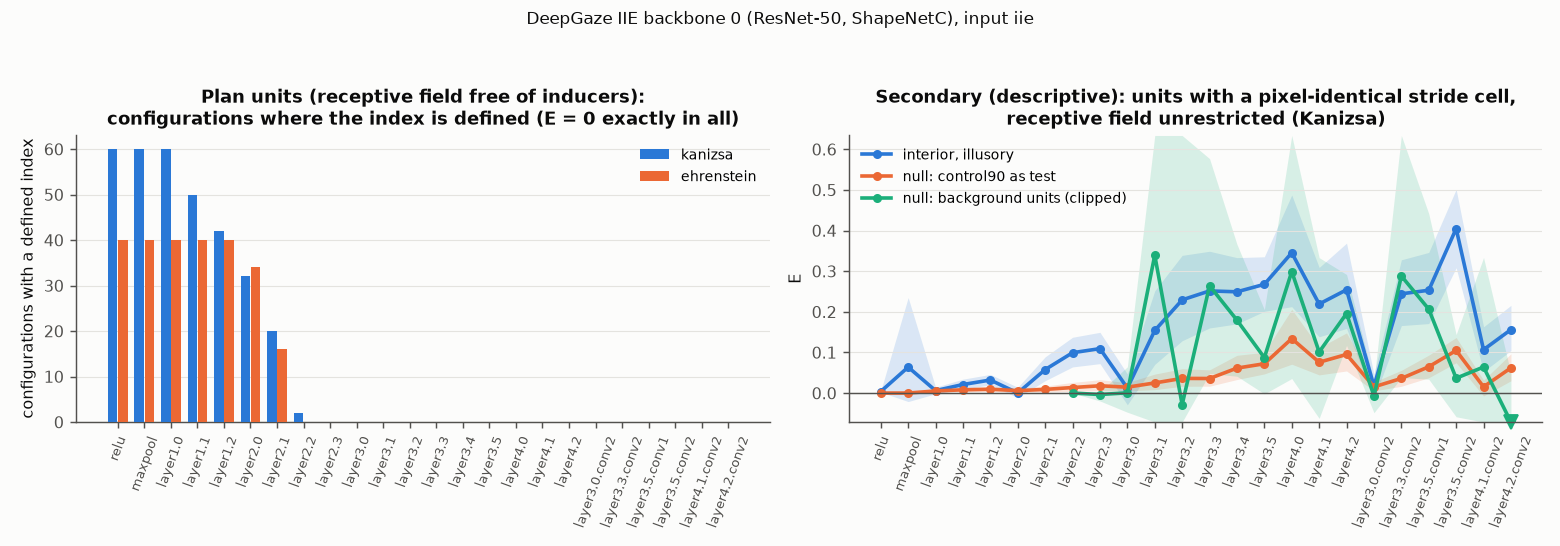 DeepGaze IIE backbone 0 (ResNet-50, ShapeNetC), input iie
Plan units (receptive field free of inducers):
configurations where the index is defined (E = 0 exactly in all)
configurations with a defined index
60
50
40
30
20
10
0
kanizsa
ehrenstein
relu
maxpool
layer1.0
layer1.1
layer1.2
layer2.0
layer2.1
layer2.2
layer2.3
layer3.0
layer3.1
layer3.2
layer3.3
layer3.4
layer3.5
layer4.0
layer4.1
layer4.2
layer3.0.conv2
layer3.3.conv2
layer3.5.conv1
layer3.5.conv2
layer4.1.conv2
layer4.2.conv2
Secondary (descriptive): units with a pixel-identical stride cell,
receptive field unrestricted (Kanizsa)
E
0.6
0.5
0.4
0.3
0.2
0.1
0.0
interior, illusory
null: control90 as test
null: background units (clipped)
relu
maxpool
layer1.0
layer1.1
layer1.2
layer2.0
layer2.1
layer2.2
layer2.3
layer3.0
layer3.1
layer3.2
layer3.3
layer3.4
layer3.5
layer4.0
layer4.1
layer4.2
layer3.0.conv2
layer3.3.conv2
layer3.5.conv1
layer3.5.conv2
layer4.1.conv2
layer4.2.conv2